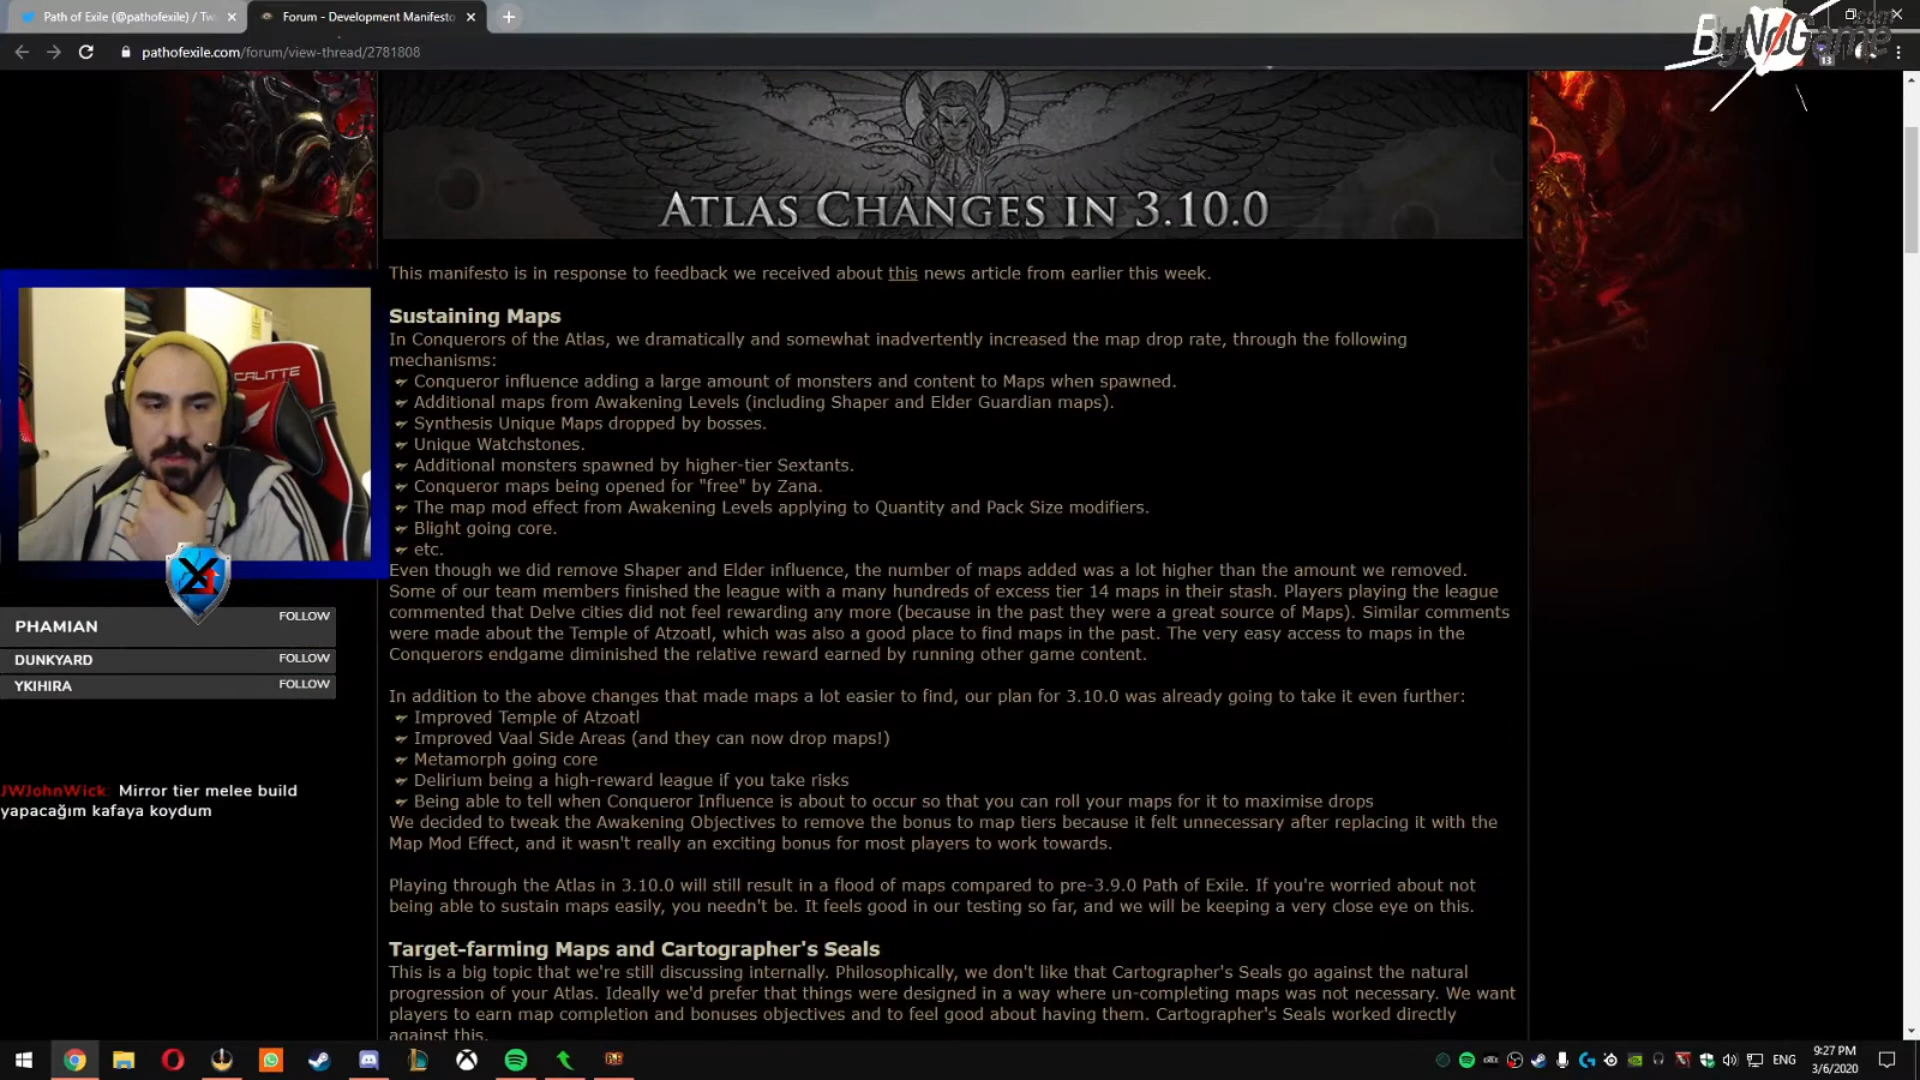 Path of Exile (@pathofexile) / Tw
Forum - Development Manifesto
pathofexile.com/forum/view-thread/2781808
ByNoGame
.com
13
ATLAS CHANGES IN 3.10.0
This manifesto is in response to feedback we received about this news article from earlier this week.
Sustaining Maps
In Conquerors of the Atlas, we dramatically and somewhat inadvertently increased the map drop rate, through the following
mechanisms:
Conqueror influence adding a large amount of monsters and content to Maps when spawned.
Additional maps from Awakening Levels (including Shaper and Elder Guardian maps).
Synthesis Unique Maps dropped by bosses.
Unique Watchstones.
Additional monsters spawned by higher-tier Sextants.
Conqueror maps being opened for "free" by Zana.
The map mod effect from Awakening Levels applying to Quantity and Pack Size modifiers.
Blight going core.
etc.
Even though we did remove Shaper and Elder influence, the number of maps added was a lot higher than the amount we removed.
Some of our team members finished the league with a many hundreds of excess tier 14 maps in their stash. Players playing the league
commented that Delve cities did not feel rewarding any more (because in the past they were a great source of Maps). Similar comments
were made about the Temple of Atzoatl, which was also a good place to find maps in the past. The very easy access to maps in the
Conquerors endgame diminished the relative reward earned by running other game content.
In addition to the above changes that made maps a lot easier to find, our plan for 3.10.0 was already going to take it even further:
Improved Temple of Atzoatl
Improved Vaal Side Areas (and they can now drop maps!)
Metamorph going core
Delirium being a high-reward league if you take risks
Being able to tell when Conqueror Influence is about to occur so that you can roll your maps for it to maximise drops
We decided to tweak the Awakening Objectives to remove the bonus to map tiers because it felt unnecessary after replacing it with the
Map Mod Effect, and it wasn't really an exciting bonus for most players to work towards.
Playing through the Atlas in 3.10.0 will still result in a flood of maps compared to pre-3.9.0 Path of Exile. If you're worried about not
being able to sustain maps easily, you needn't be. It feels good in our testing so far, and we will be keeping a very close eye on this.
Target-farming Maps and Cartographer's Seals
This is a big topic that we're still discussing internally. Philosophically, we don't like that Cartographer's Seals go against the natural
progression of your Atlas. Ideally we'd prefer that things were designed in a way where un-completing maps was not necessary. We want
players to earn map completion and bonuses objectives and to feel good about having them. Cartographer's Seals worked directly
against this.
CALITTE
PHAMIAN FOLLOW
DUNKYARD FOLLOW
YKIHIRA FOLLOW
JWJohnWick: Mirror tier melee build
yapacağım kafaya koydum
ENG
9:27 PM
3/6/2020